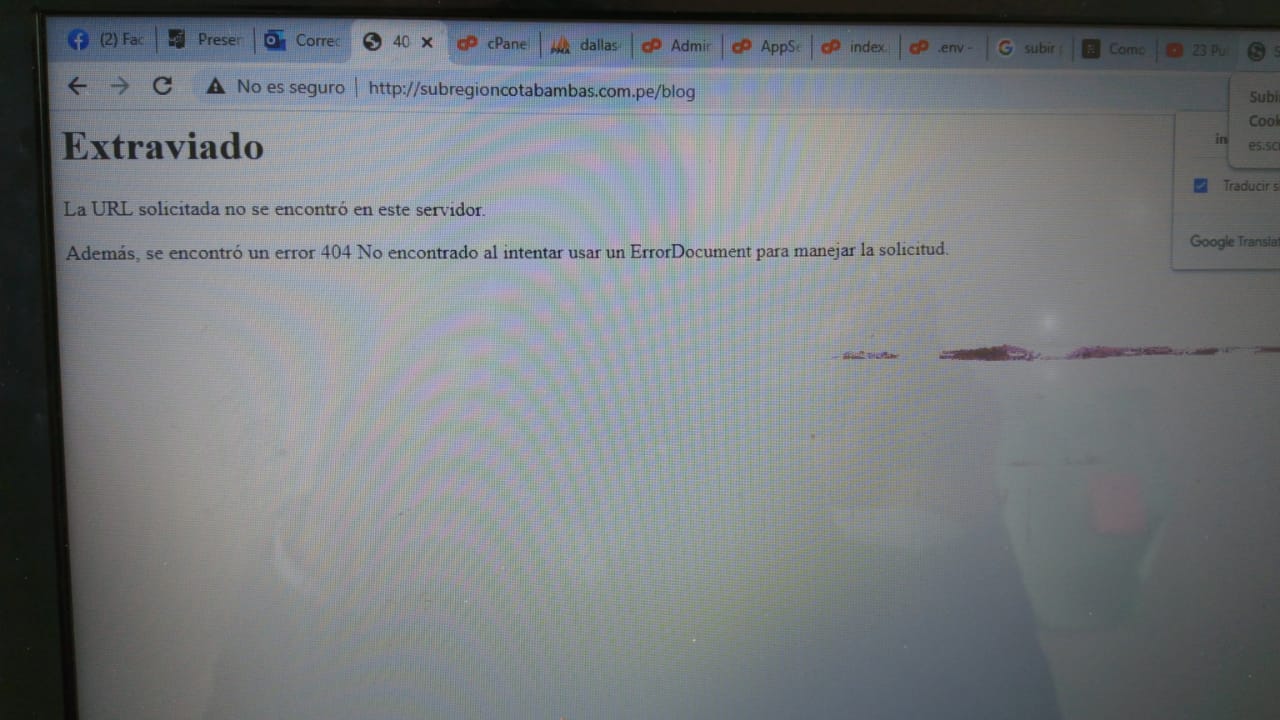 (2) Fac Presen Correc 40 cPane dallas Admir AppSe index. .env - subir Como 23 Pu
No es seguro http://subregioncotabambas.com.pe/blog
Subi
Cook
es.sc
in
Extraviado
Traducir s
La URL solicitada no se encontró en este servidor.
Google Translat
Además, se encontró un error 404 No encontrado al intentar usar un ErrorDocument para manejar la solicitud.